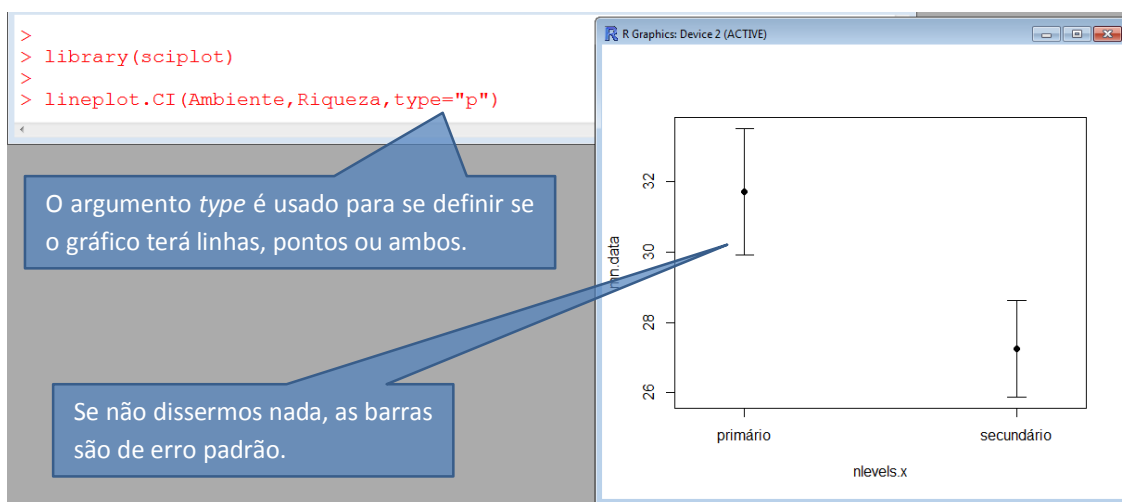 >
> library(sciplot)
>
> lineplot.CI(Ambiente,Riqueza,type="p")
O argumento type é usado para se definir se
o gráfico terá linhas, pontos ou ambos.
Se não dissermos nada, as barras
são de erro padrão.
R R Graphics: Device 2 (ACTIVE)
mn.data
32
30
28
26
primário
secundário
nlevels.x